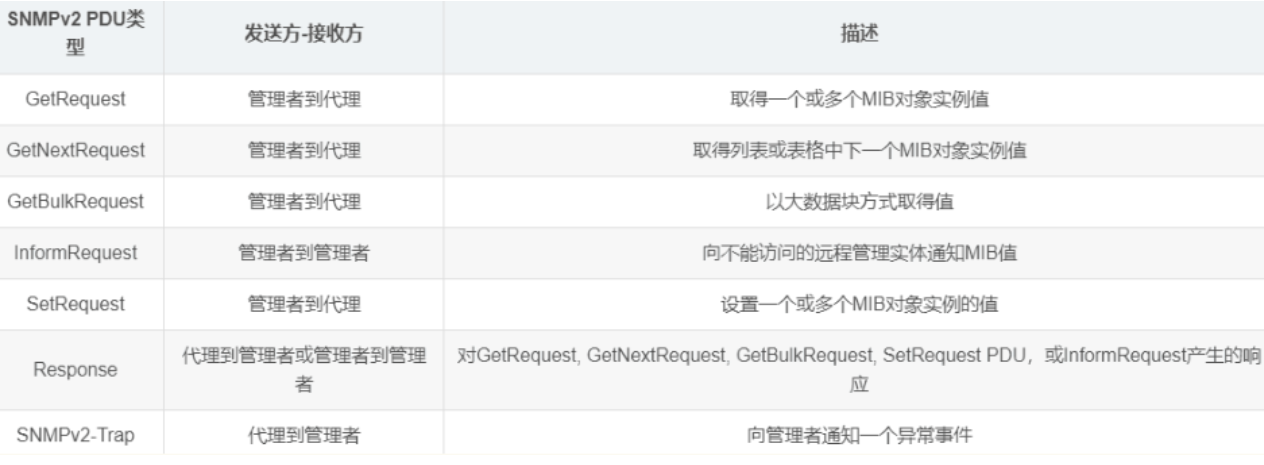 SNMPv2 PDU类
型
发送方-接收方
描述
GetRequest
管理者到代理
取得一个或多个MIB对象实例值
GetNextRequest
管理者到代理
取得列表或表格中下一个MIB对象实例值
GetBulkRequest
管理者到代理
以大数据块方式取得值
InformRequest
管理者到管理者
向不能访问的远程管理实体通知MIB值
SetRequest
管理者到代理
设置一个或多个MIB对象实例的值
Response
代理到管理者或管理者到管理
者
对GetRequest, GetNextRequest, GetBulkRequest, SetRequest PDU，或InformRequest产生的响
应
SNMPv2-Trap
代理到管理者
向管理者通知一个异常事件